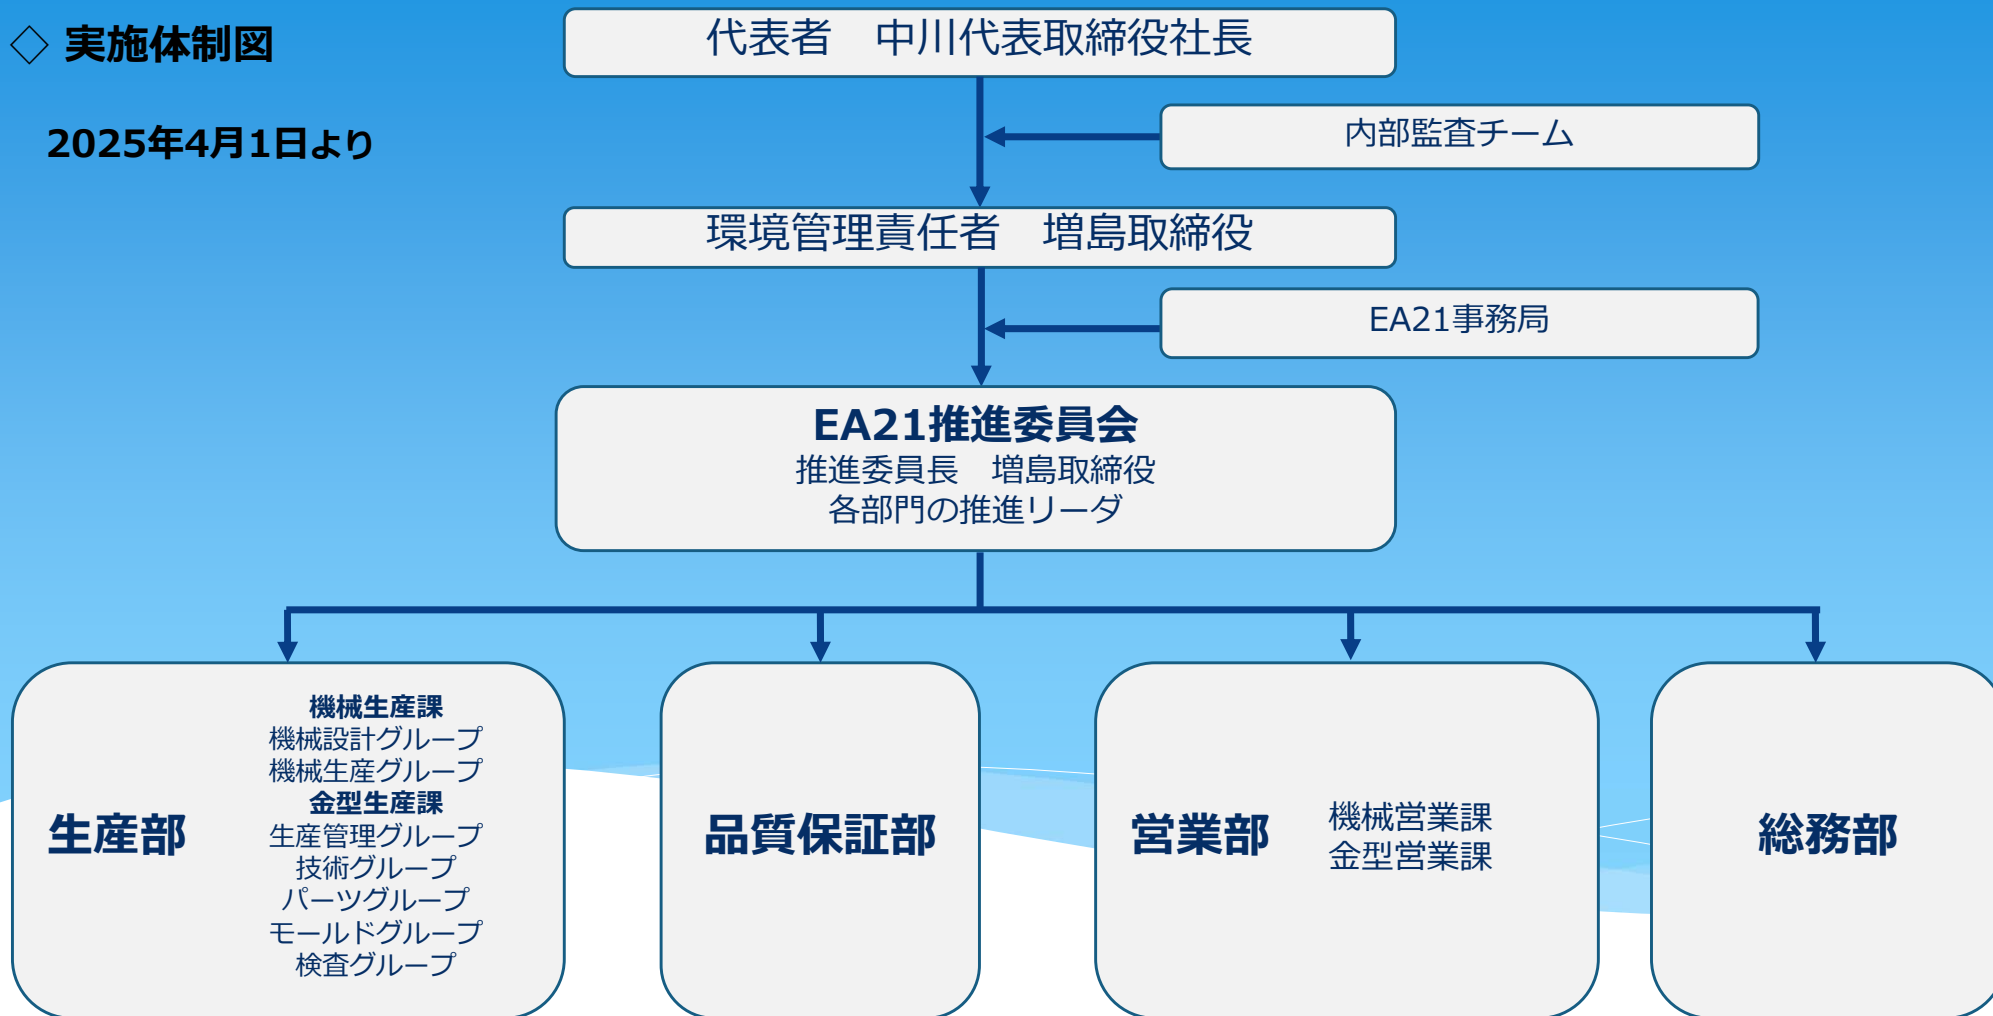 ◇ 実施体制図
2025年4月1日より
代表者　中川代表取締役社長
内部監査チーム
環境管理責任者　増島取締役
EA21事務局
EA21推進委員会
推進委員長　増島取締役
各部門の推進リーダ
生産部
機械生産課
機械設計グループ
機械生産グループ
金型生産課
生産管理グループ
技術グループ
パーツグループ
モールドグループ
検査グループ
品質保証部
営業部
機械営業課
金型営業課
総務部